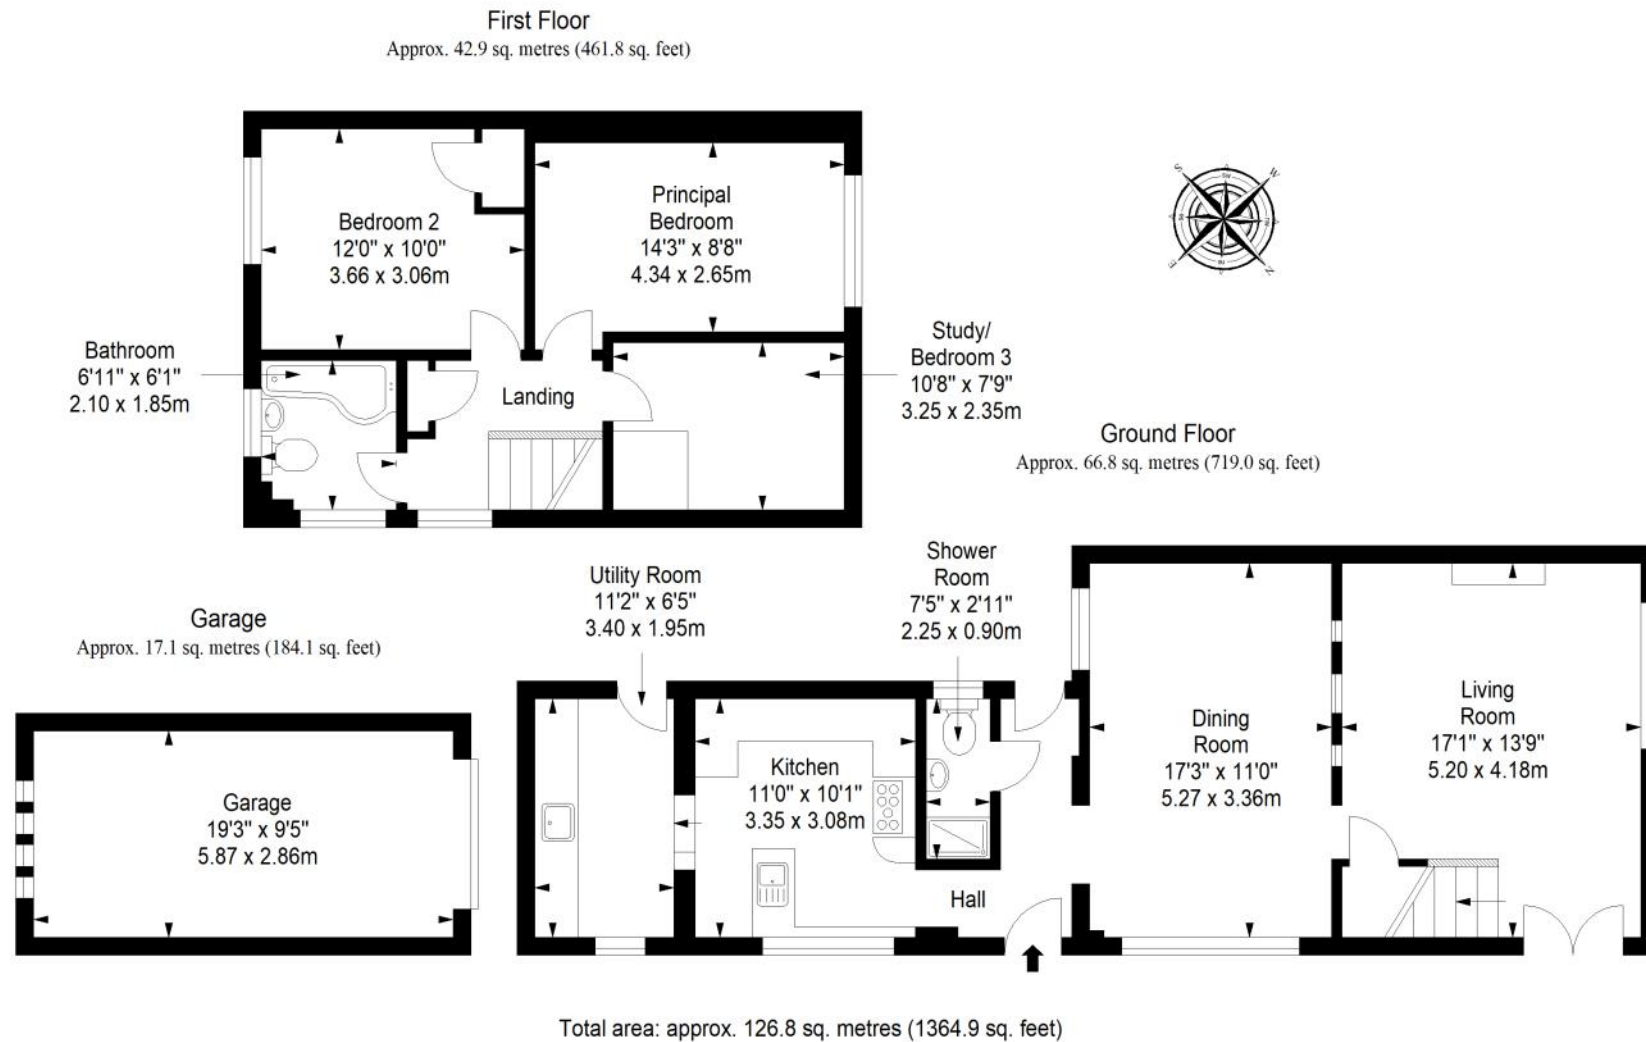 First Floor
Approx. 42.9 sq. metres (461.8 sq. feet)
Bedroom 2
12'0" x 10'0"
3.66 x 3.06m
Principal
Bedroom
14'3" x 8'8"
4.34 x 2.65m
S
W
E
N
Bathroom
6'11" x 6'1"
2.10 x 1.85m
Landing
Study/
Bedroom 3
10'8" x 7'9"
3.25 x 2.35m
Ground Floor
Approx. 66.8 sq. metres (719.0 sq. feet)
Garage
Approx. 17.1 sq. metres (184.1 sq. feet)
Garage
19'3" x 9'5"
5.87 x 2.86m
Utility Room
11'2" x 6'5"
3.40 x 1.95m
Shower
Room
7'5" x 2'11"
2.25 x 0.90m
Kitchen
11'0" x 10'1"
3.35 x 3.08m
Hall
Dining
Room
17'3" x 11'0"
5.27 x 3.36m
Living
Room
17'1" x 13'9"
5.20 x 4.18m
Total area: approx. 126.8 sq. metres (1364.9 sq. feet)